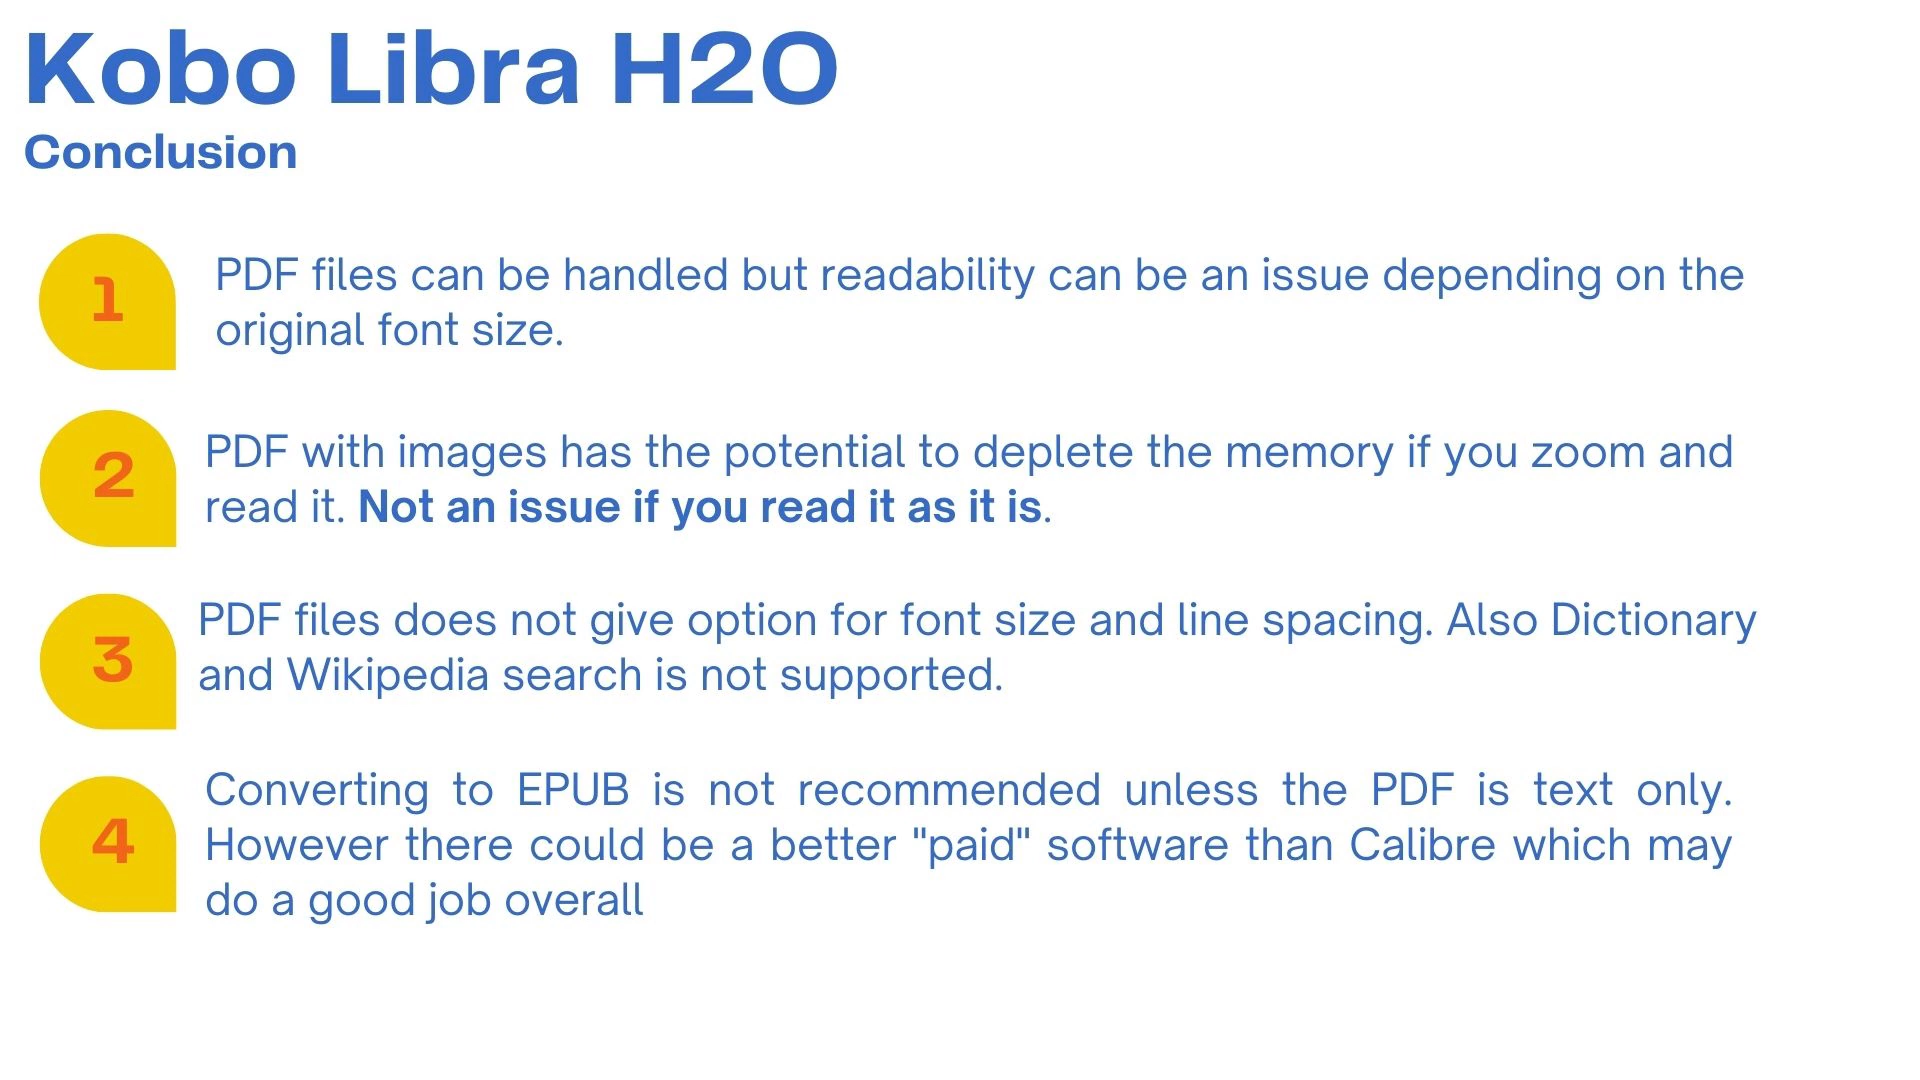 Kobo Libra H2O
Conclusion
1
PDF files can be handled but readability can be an issue depending on the
original font size.
2
PDF with images has the potential to deplete the memory if you zoom and
read it. Not an issue if you read it as it is.
3
PDF files does not give option for font size and line spacing. Also Dictionary
and Wikipedia search is not supported.
4
Converting to EPUB is not recommended unless the PDF is text only.
However there could be a better "paid" software than Calibre which may
do a good job overall